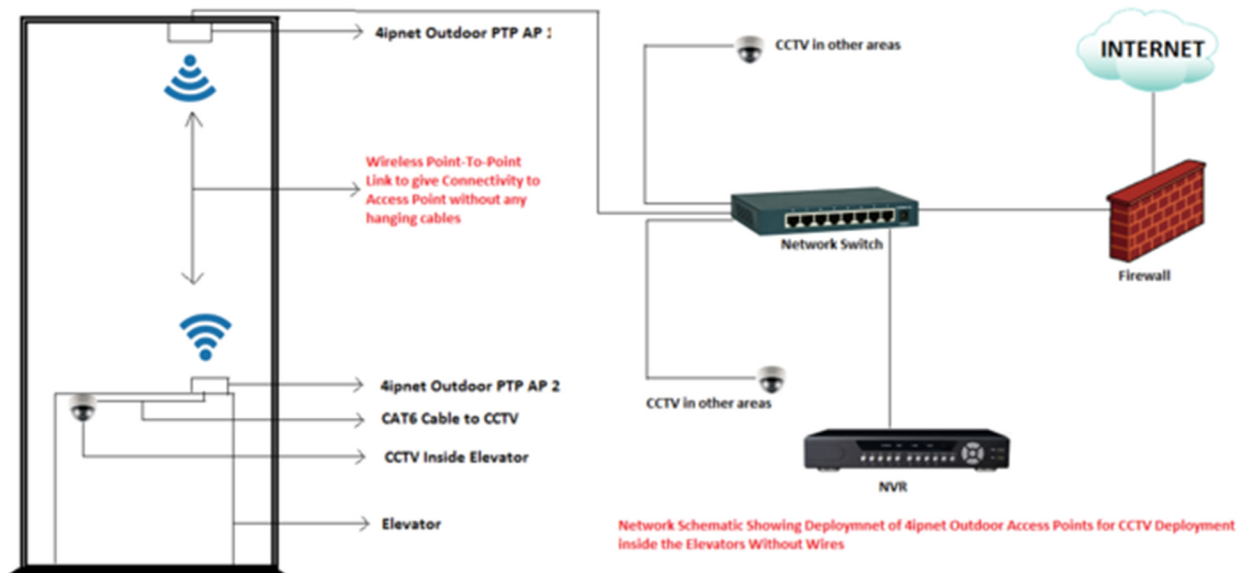 4ipnet Outdoor PTP AP 1
CCTV in other areas
INTERNET
Wireless Point-To-Point
Link to give Connectivity to
Access Point without any
hanging cables
Network Switch
Firewall
4ipnet Outdoor PTP AP 2
CCTV in other areas
CAT6 Cable to CCTV
CCTV Inside Elevator
NVR
Elevator
Network Schematic Showing Deploymnet of 4ipnet Outdoor Access Points for CCTV Deployment
inside the Elevators Without Wires